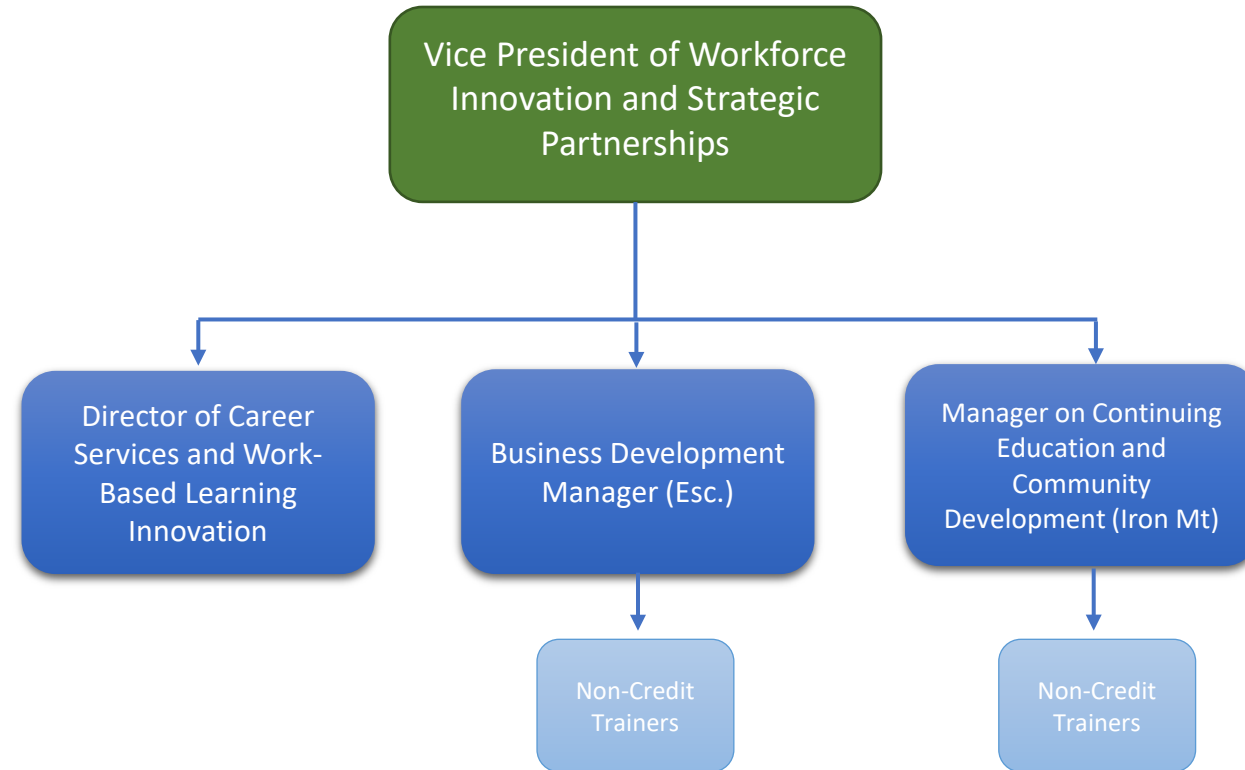 Vice President of Workforce
Innovation and Strategic
Partnerships
Director of Career
Services and Work-
Based Learning
Innovation
Business Development
Manager (Esc.)
Manager on Continuing
Education and
Community
Development (Iron Mt)
Non-Credit
Trainers
Non-Credit
Trainers